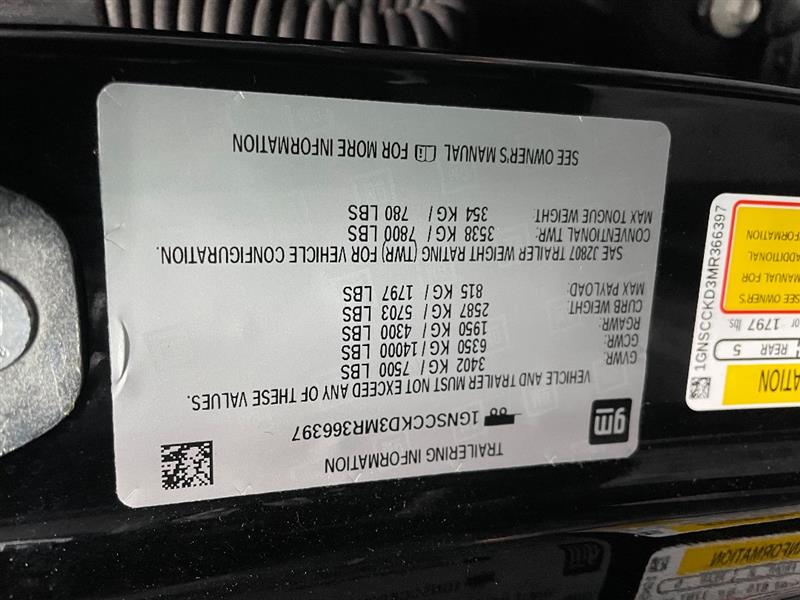 TRAILERING INFORMATION
gm
1GNSCCKD3MR366397
VEHICLE AND TRAILER MUST NOT EXCEED ANY OF THESE VALUES.
GVWR: 3402 KG/ 7500 LBS
GCWR: 6350 KG/14000 LBS
RGAWR: 1950 KG/ 4300 LBS
CURB WEIGHT: 2587 KG/ 5703 LBS
MAX PAYLOAD: 815 KG/ 1797 LBS
SAE J2807 TRAILER WEIGHT RATING (TWR) FOR VEHICLE CONFIGURATION.
CONVENTIONAL TWR: 3538 KG/ 7800 LBS
MAX TONGUE WEIGHT: 354 KG/ 780 LBS
SEE OWNER'S MANUAL FOR MORE INFORMATION
REAR 5
or 1797 lbs.
SEE OWNER'S
MANUAL FOR
ADDITIONAL
1GNSCCKD3MR366397